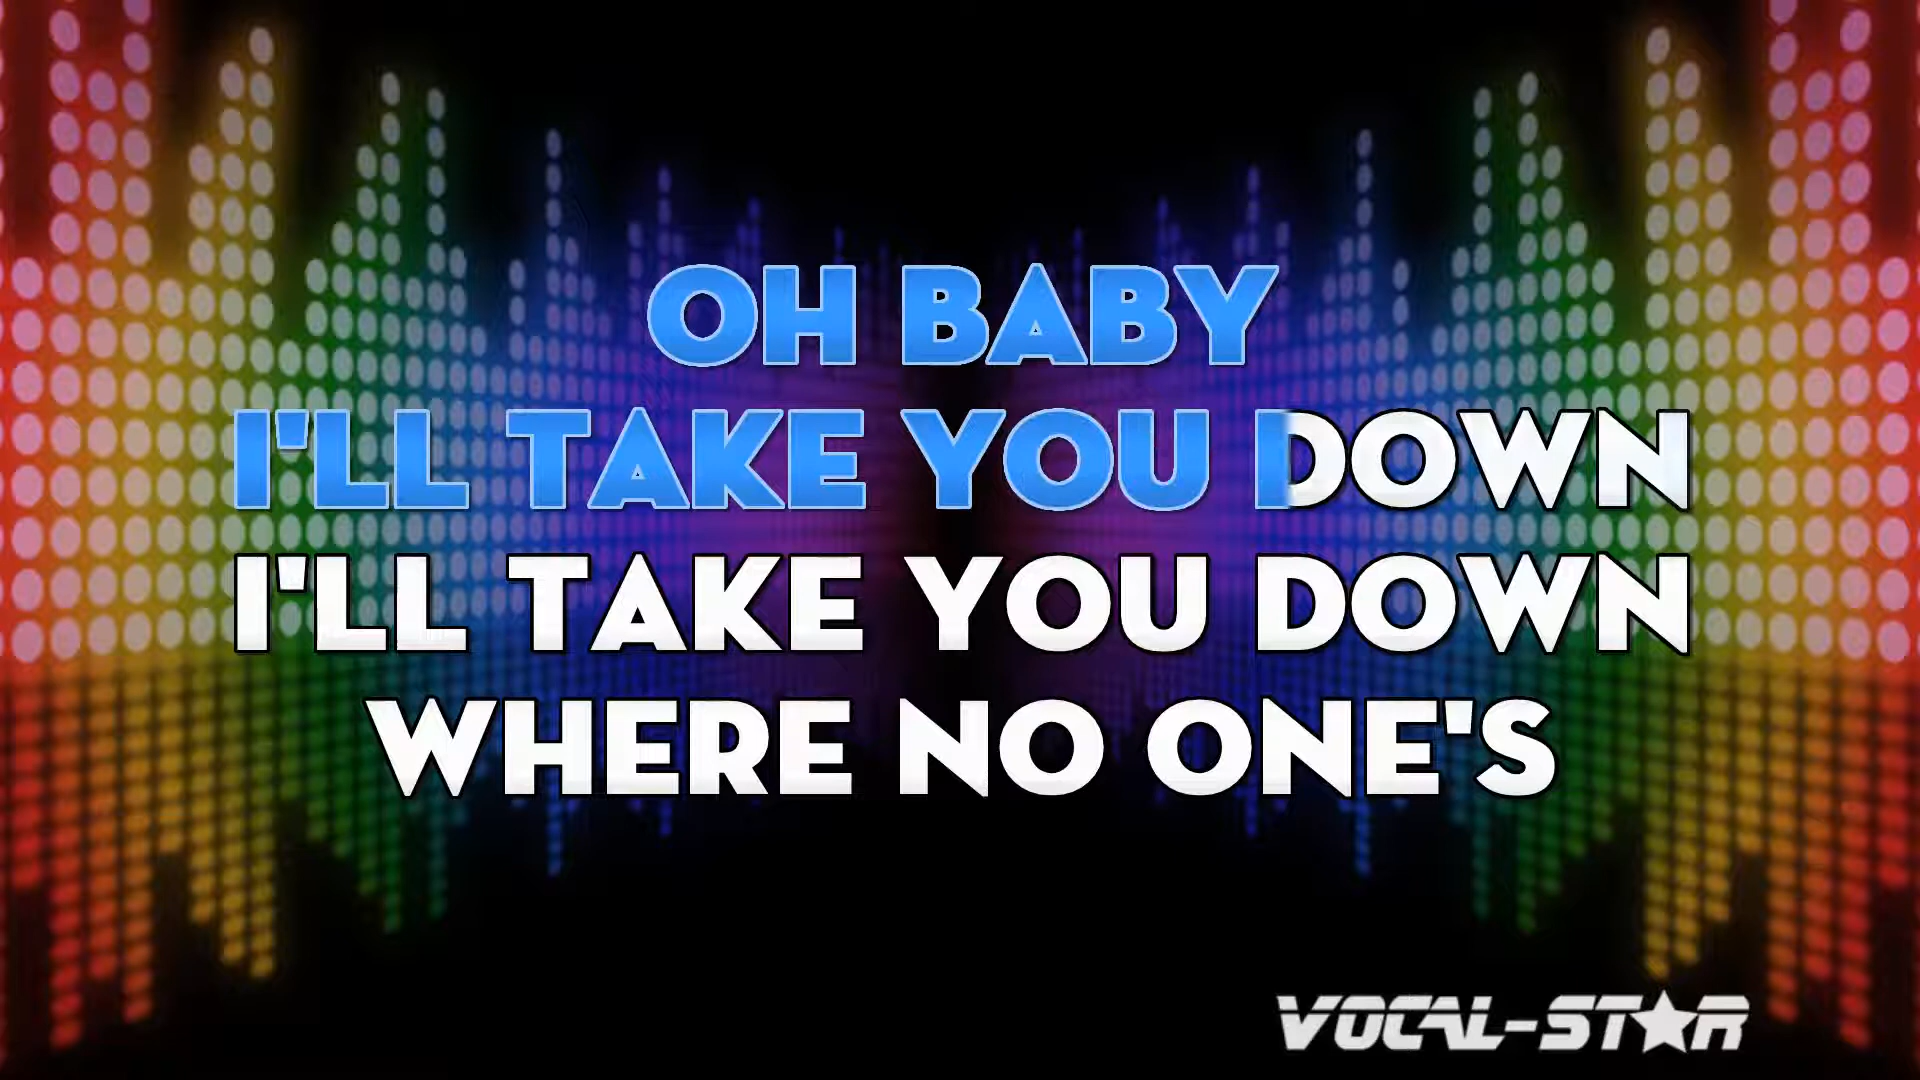 OH BABY
I'LL TAKE YOU DOWN
I'LL TAKE YOU DOWN
WHERE NO ONE'S
VOCAL-STAR